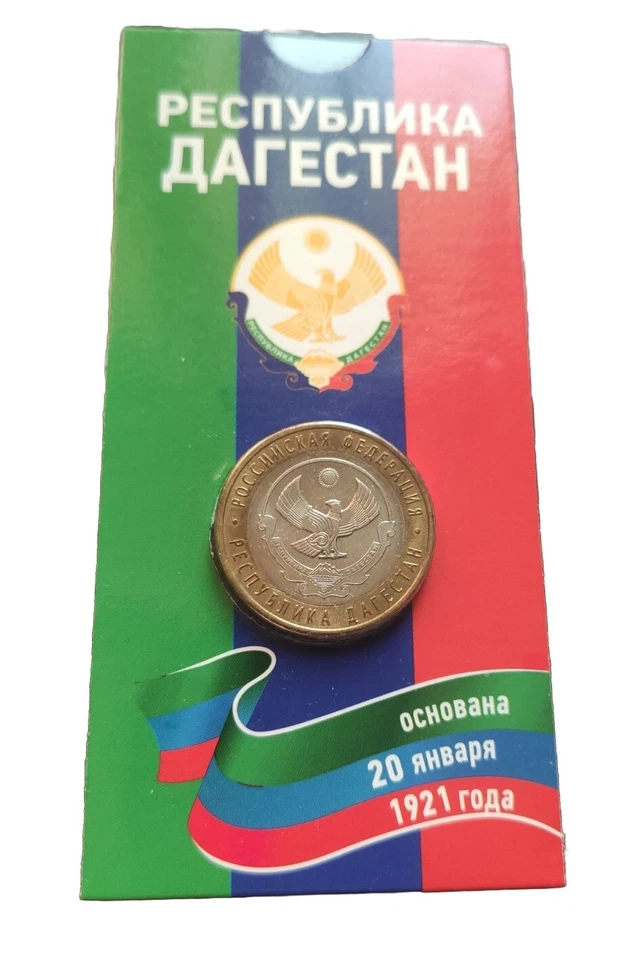 РЕСПУБЛИКА
ДАГЕСТАН
РЕСПУБЛИКА ДАГЕСТАН
РОССИЙСКАЯ ФЕДЕРАЦИЯ
РЕСПУБЛИКА ДАГЕСТАН
основана
20 января
1921 года